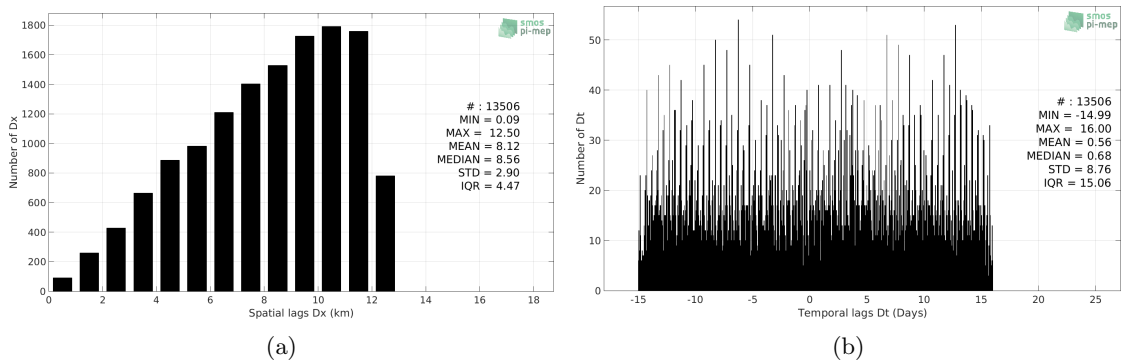 1800
1600
1400
1200
1000
800
600
400
200
0
Number of Dx
smos
pi-mep
# : 13506
MIN = 0.09
MAX = 12.50
MEAN = 8.12
MEDIAN = 8.56
STD = 2.90
IQR = 4.47
0 2 4 6 8 10 12 14 16 18
Spatial lags Dx (km)
(a)
50
40
30
20
10
0
Number of Dt
smos
pi-mep
# : 13506
MIN = -14.99
MAX = 16.00
MEAN = 0.56
MEDIAN = 0.68
STD = 8.76
IQR = 15.06
-15 -10 -5 0 5 10 15 20 25
Temporal lags Dt (Days)
(b)